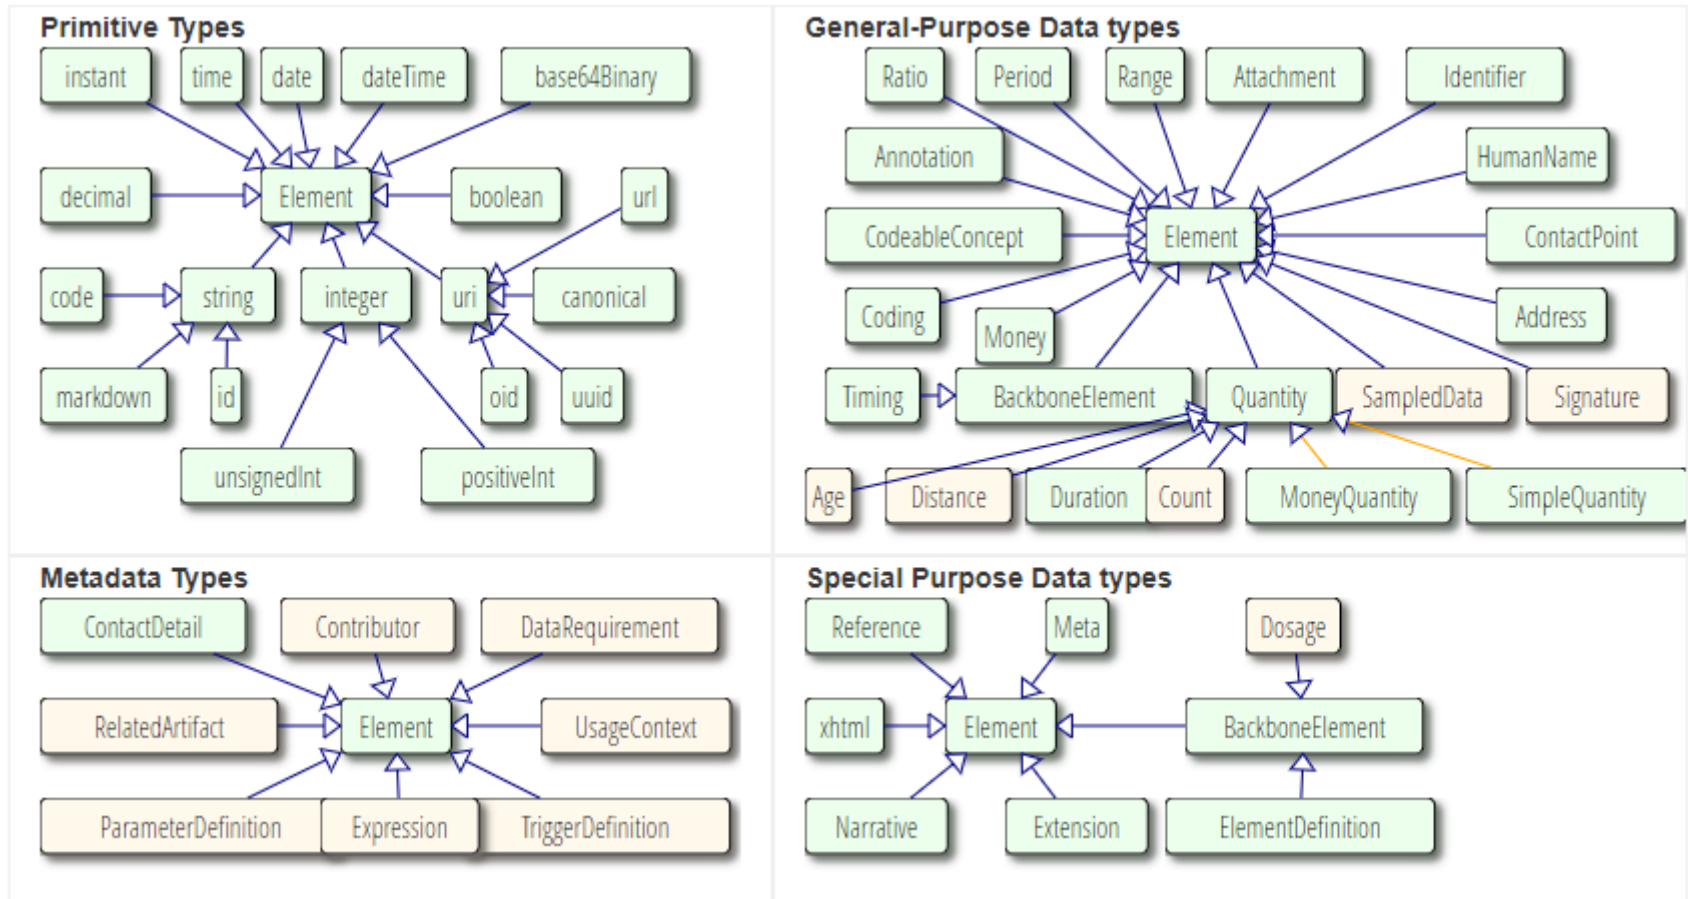 Primitive Types
instant time date dateTime base64Binary
decimal Element boolean url
code string integer uri canonical
markdown id oid uuid
unsignedInt positiveInt
General-Purpose Data types
Ratio Period Range Attachment Identifier
Annotation HumanName
CodeableConcept Element ContactPoint
Coding Money Address
Timing BackboneElement Quantity SampledData Signature
Age Distance Duration Count MoneyQuantity SimpleQuantity
Metadata Types
ContactDetail Contributor DataRequirement
RelatedArtifact Element UsageContext
ParameterDefinition Expression TriggerDefinition
Special Purpose Data types
Reference Meta Dosage
xhtml Element BackboneElement
Narrative Extension ElementDefinition